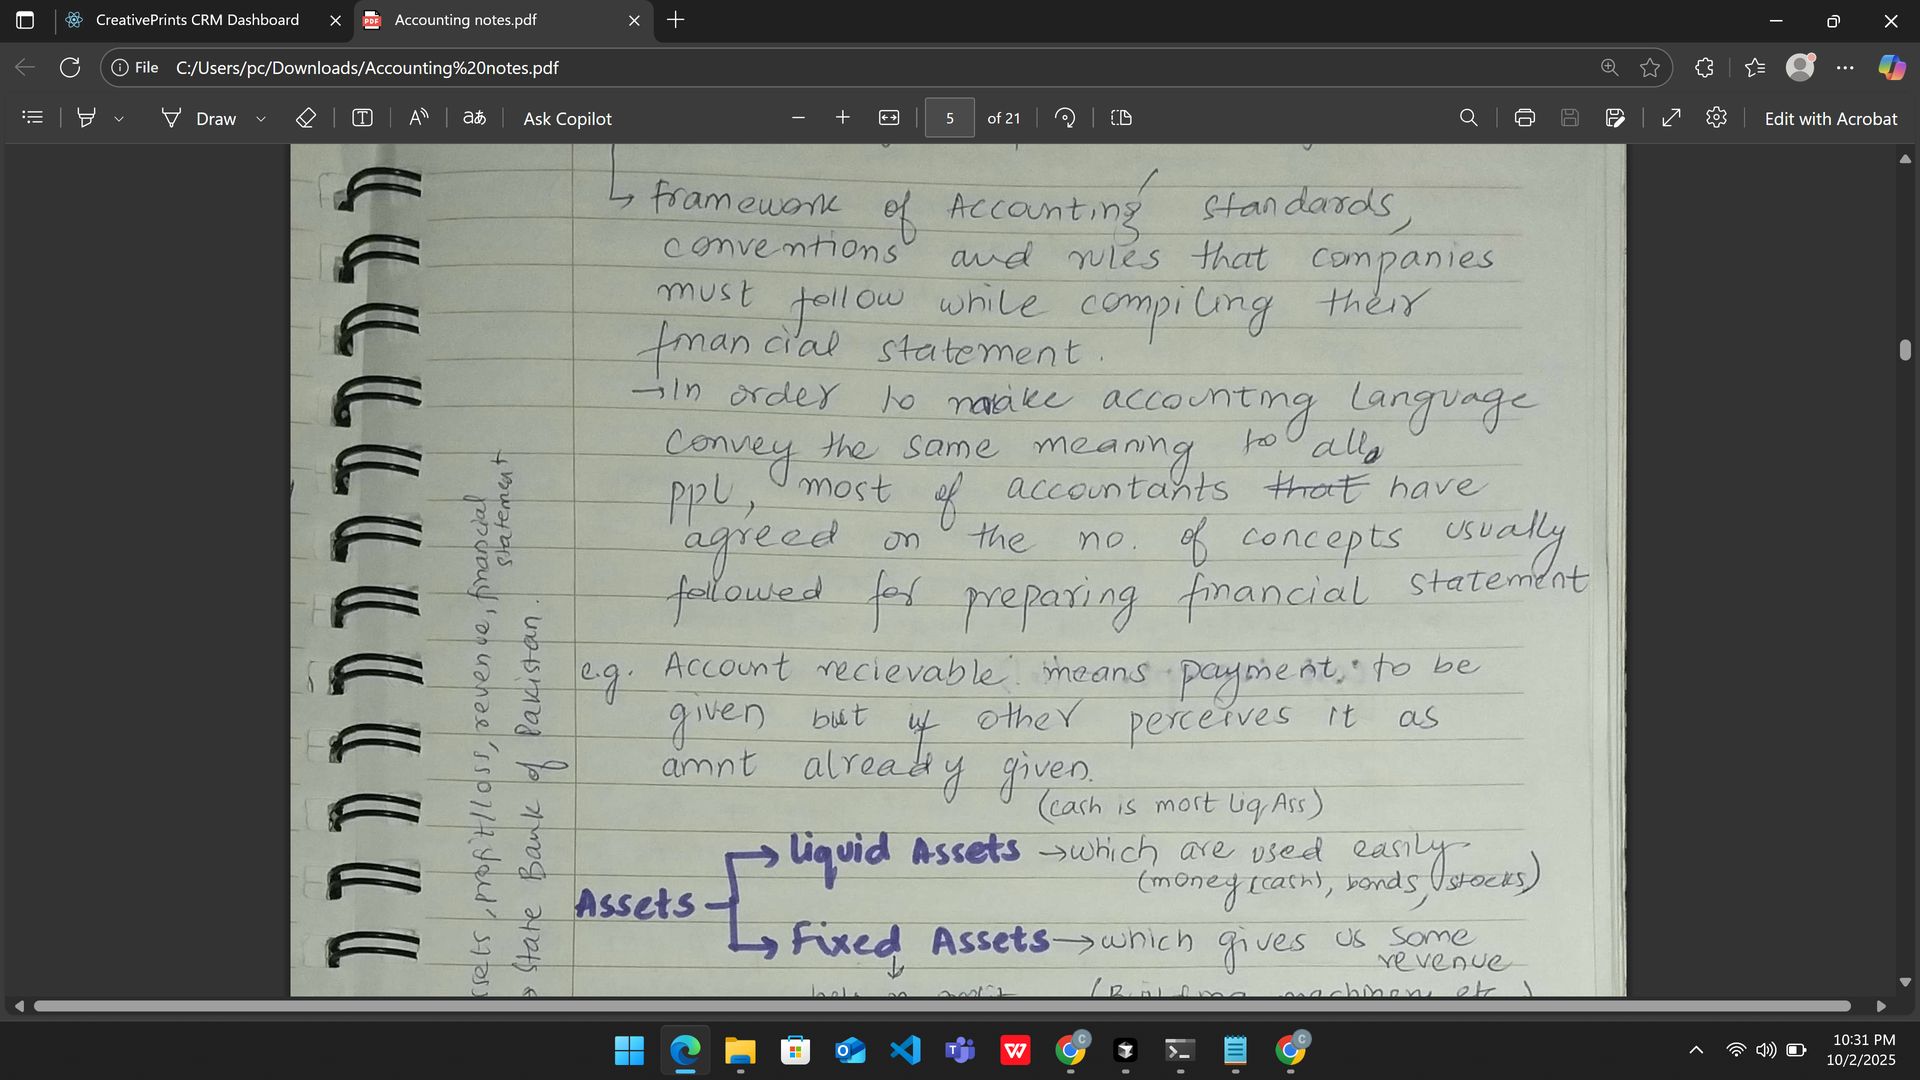 CreativePrints CRM Dashboard
Accounting notes.pdf
File C:/Users/pc/Downloads/Accounting%20notes.pdf
Draw
Ask Copilot
5 of 21
Edit with Acrobat
↳ Framework of Accounting standards,
conventions and rules that companies
must follow while compiling their
financial statement.
→ In order to make accounting language
convey the same meaning to all
ppl, most of accountants that have
agreed on the no. of concepts usually
followed for preparing financial statement
e.g. Account recievable means payment to be
given but if other perceives it as
amnt already given.
(cash is most Liq Ass)
Liquid Assets → which are used easily
(money (cash), bonds, stocks)
Assets
Fixed Assets → which gives us some
revenue
(Building machinery etc)
ssets, profit/loss, revenue, financial
statement
→ State Bank of Pakistan.
10:31 PM
10/2/2025